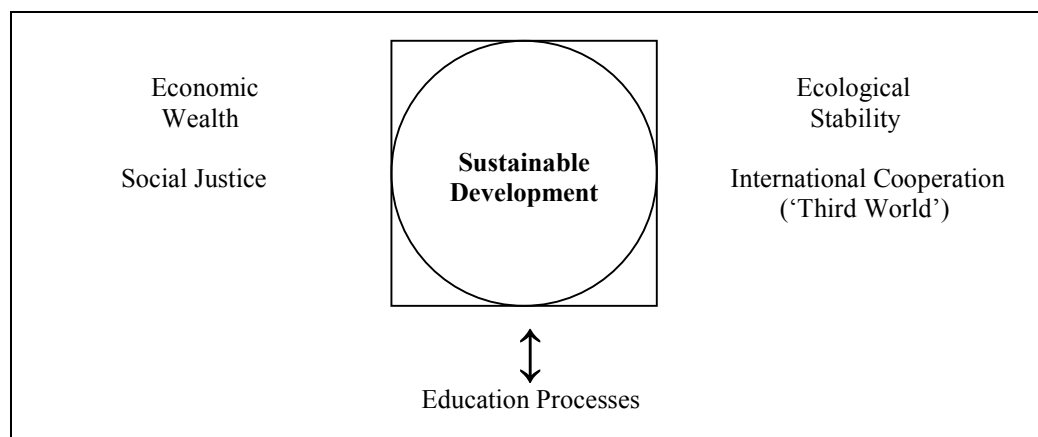 Economic
Wealth
Social Justice
Sustainable
Development
Ecological
Stability
International Cooperation
(‘Third World’)
Education Processes